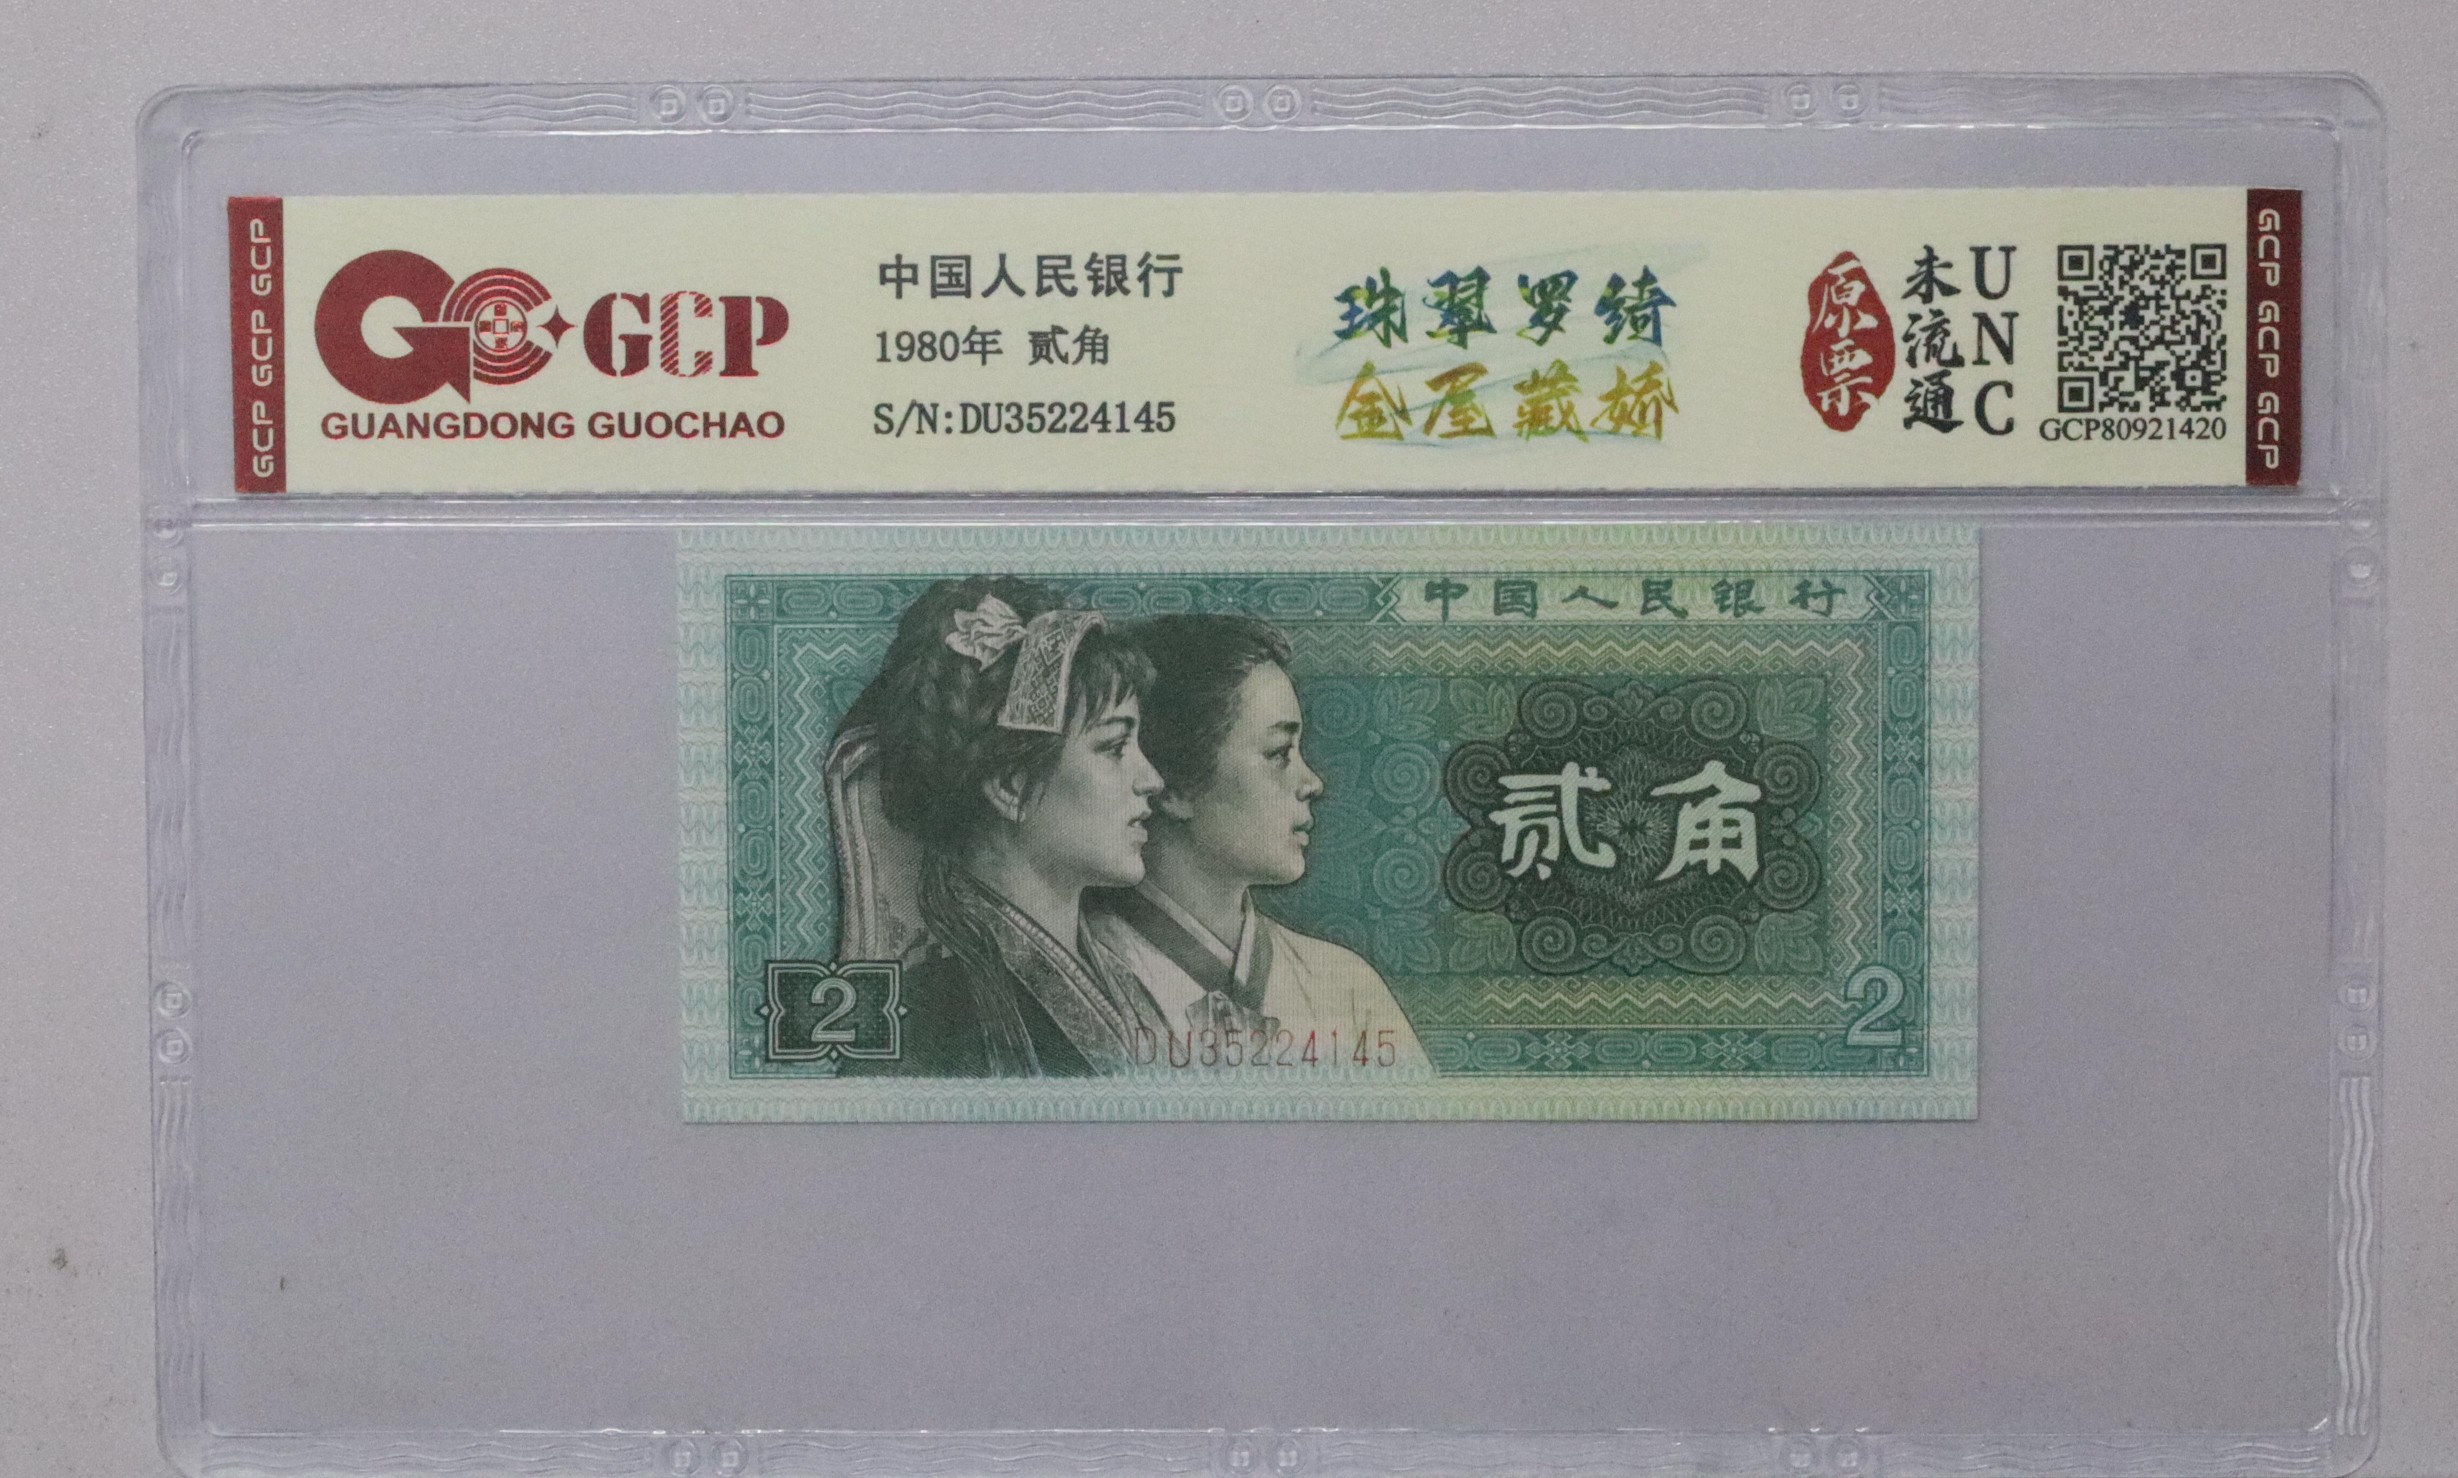 GCP GCP GCP GCP
GCP
GUANGDONG GUOCHAO
中国人民银行
1980年 贰角
S/N:DU35224145
珠翠罗绮
金屋藏娇
原票
未流通
UNC
GCP80921420
GCP GCP GCP GCP
中国人民银行
贰角
2
2
DU35224145